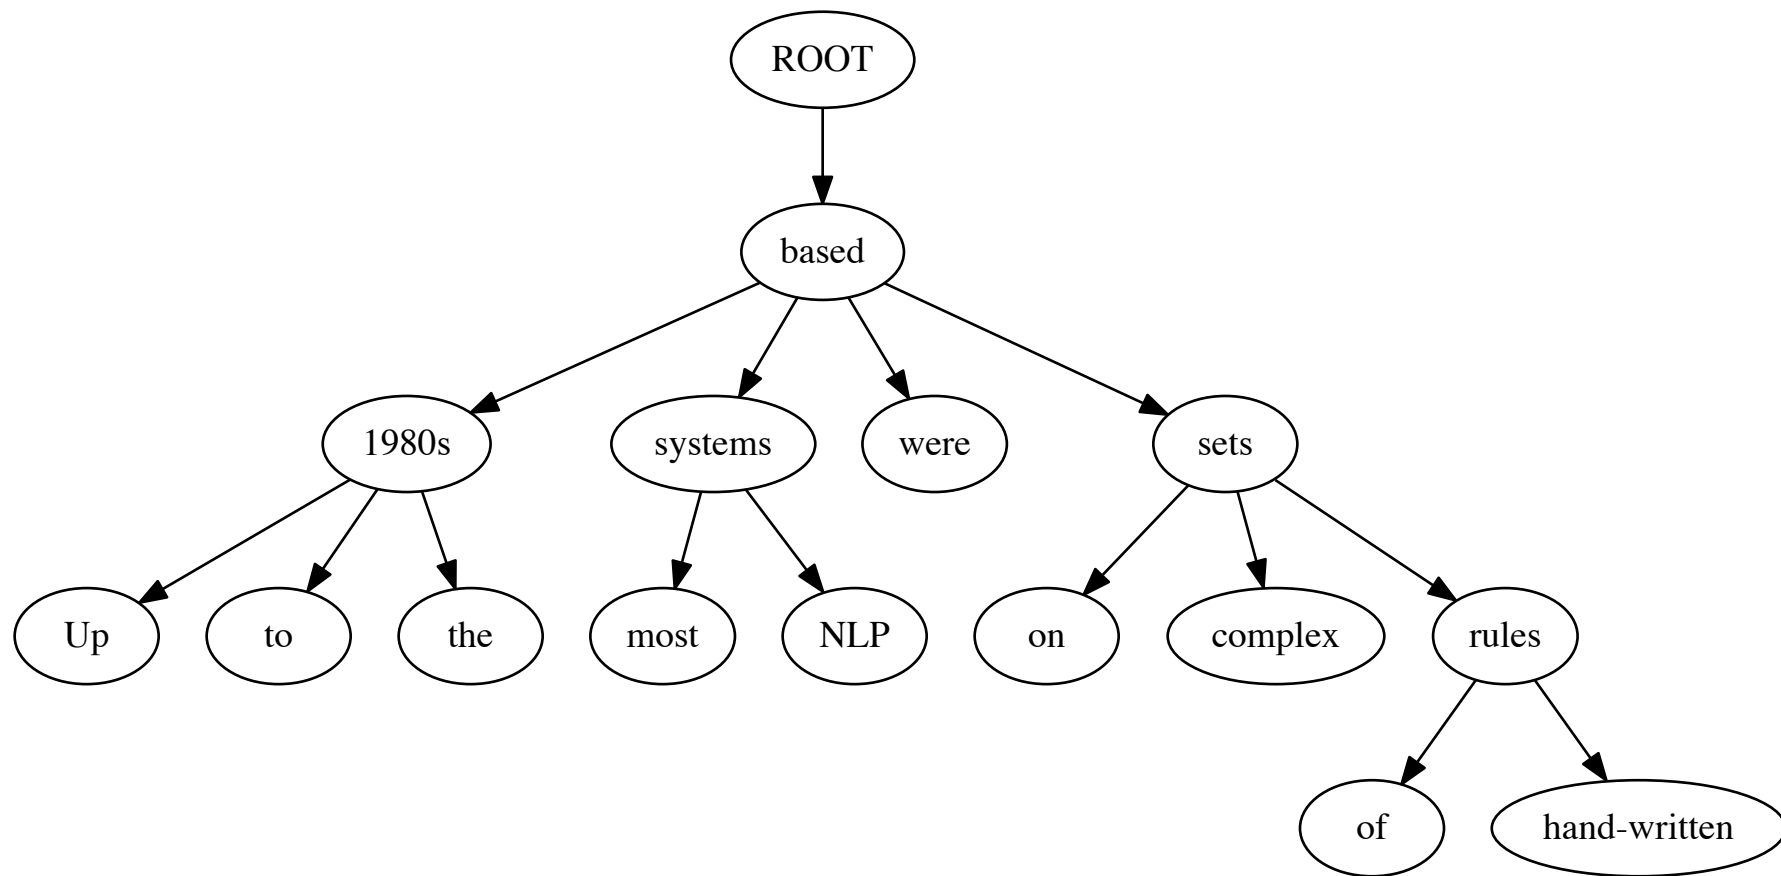 ROOT
based
1980s systems were sets
Up to the most NLP on complex rules
of hand-written